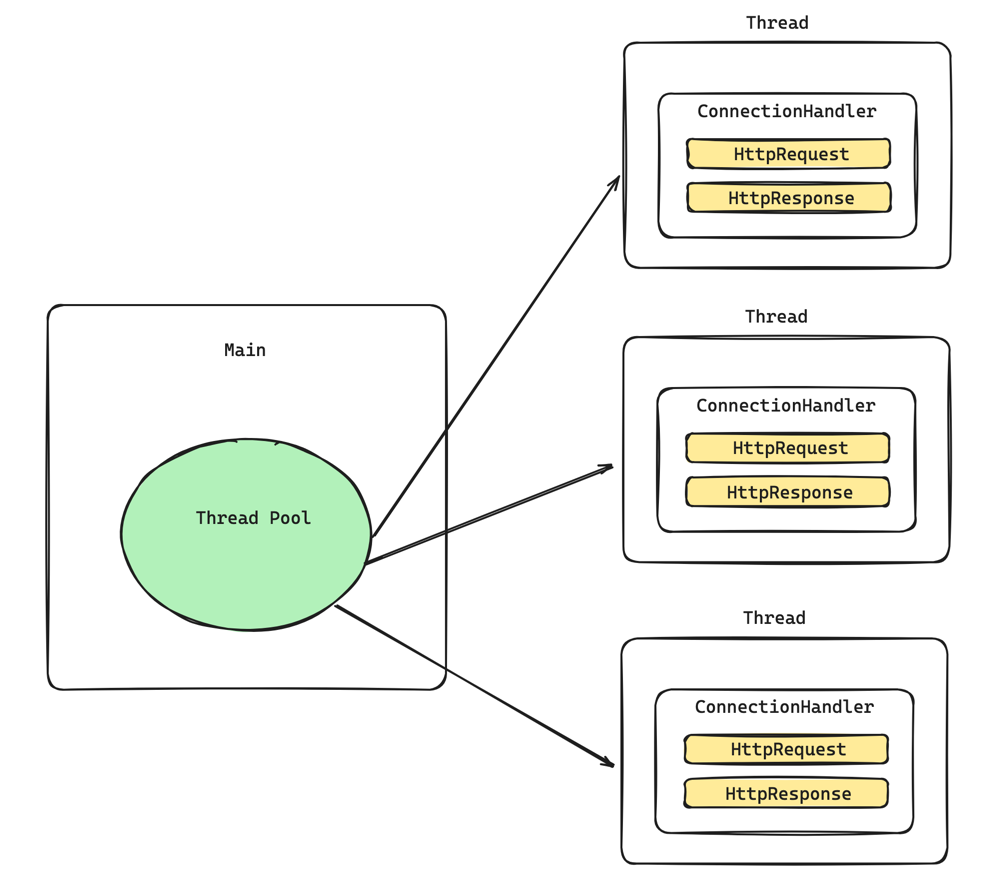 Main
Thread Pool
Thread
ConnectionHandler
HttpRequest
HttpResponse
Thread
ConnectionHandler
HttpRequest
HttpResponse
Thread
ConnectionHandler
HttpRequest
HttpResponse